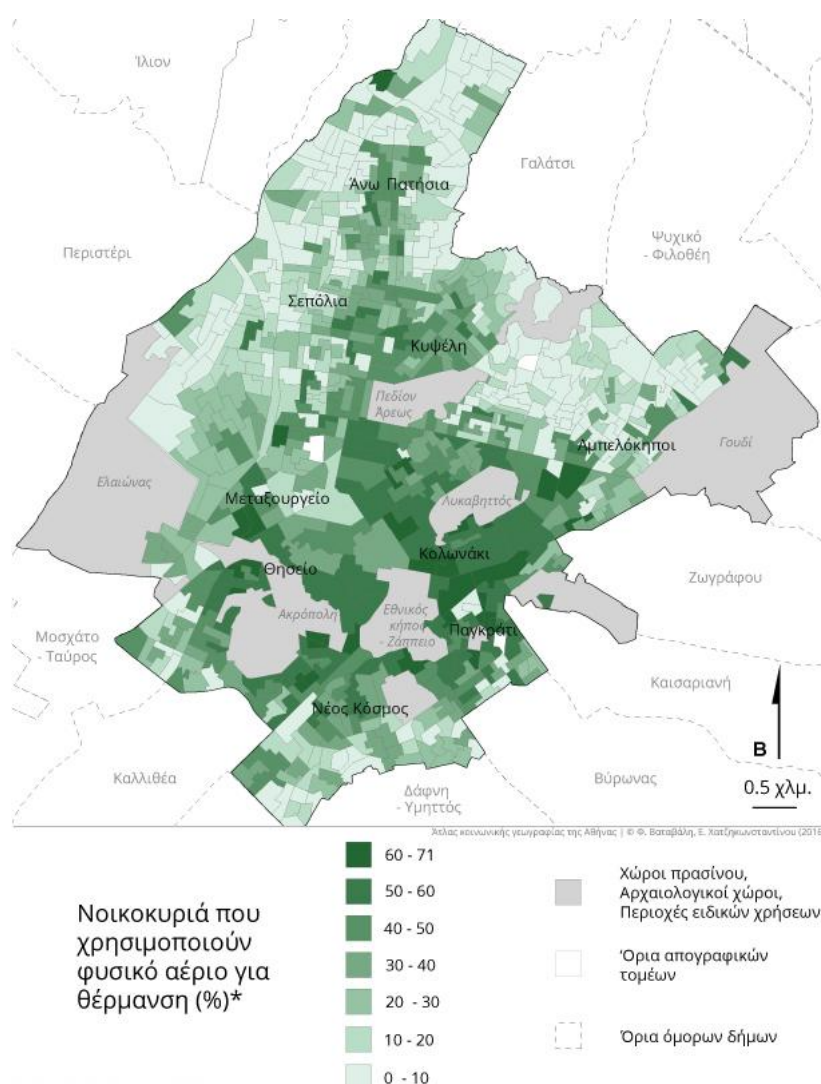 Ίλιον
Γαλάτσι
Άνω Πατήσια
Ψυχικό
- Φιλοθέη
Περιστέρι
Σεπόλια
Κυψέλη
Πεδίον
Άρεως
Αμπελόκηποι
Γουδί
Ελαιώνας
Μεταξουργείο
Λυκαβηττός
Κολωνάκι
Θησείο
Ζωγράφου
Ακρόπολη
Εθνικός
κήπος
- Ζάππειο
Παγκράτι
Μοσχάτο
- Ταύρος
Καισαριανή
Νέος Κόσμος
Β
Καλλιθέα
Δάφνη
- Υμηττός
Βύρωνας
0.5 χλμ.
Άτλας κοινωνικής γεωγραφίας της Αθήνας | © Φ. Βαταβάλη, Ε. Χατζηκωνσταντίνου (2018
Νοικοκυριά που
χρησιμοποιούν
φυσικό αέριο για
θέρμανση (%)*
60 - 71
50 - 60
40 - 50
30 - 40
20 - 30
10 - 20
0 - 10
Χώροι πρασίνου,
Αρχαιολογικοί χώροι,
Περιοχές ειδικών χρήσεων
Όρια απογραφικών
τομέων
Όρια όμορων δήμων